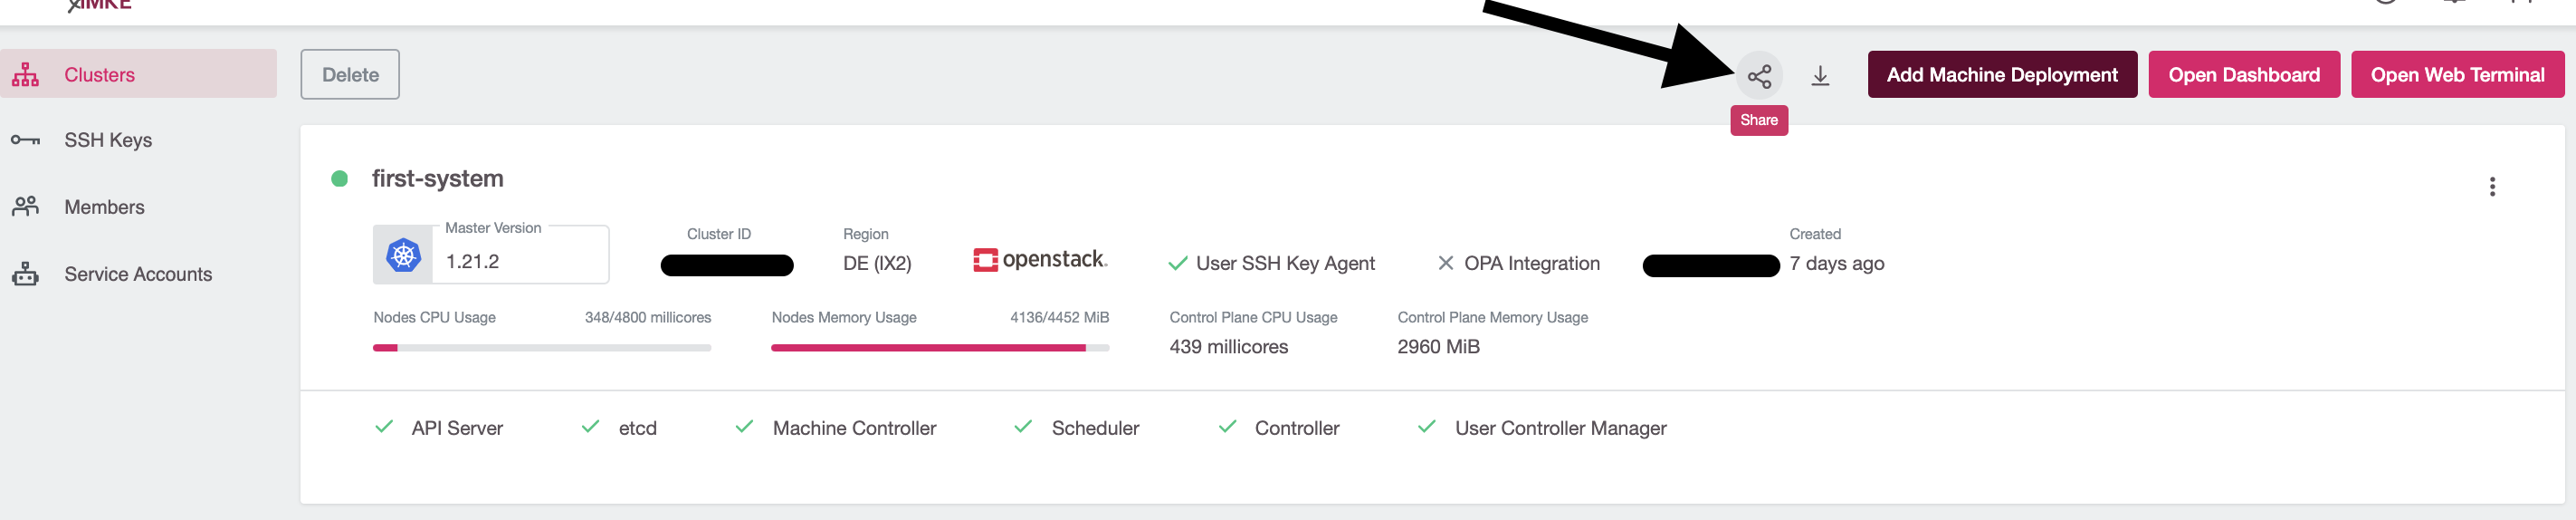 IMKE
Clusters
Delete
Add Machine Deployment
Open Dashboard
Open Web Terminal
Share
SSH Keys
Members
Service Accounts
first-system
Master Version
1.21.2
Cluster ID
Region
DE (IX2)
openstack.
User SSH Key Agent
OPA Integration
Created
7 days ago
Nodes CPU Usage
348/4800 millicores
Nodes Memory Usage
4136/4452 MiB
Control Plane CPU Usage
439 millicores
Control Plane Memory Usage
2960 MiB
API Server
etcd
Machine Controller
Scheduler
Controller
User Controller Manager